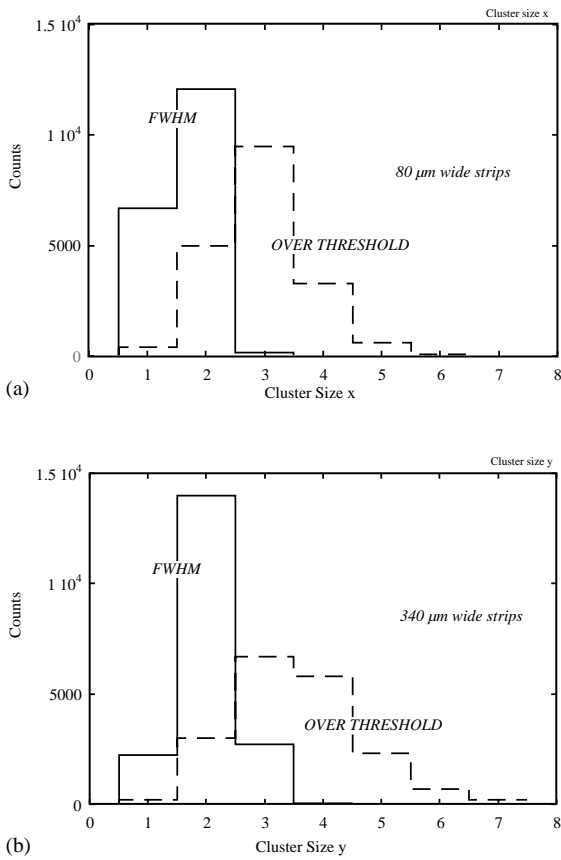 Cluster size x
1.5 10⁴
FWHM
1 10⁴
80 μm wide strips
Counts
OVER THRESHOLD
5000
0
0 1 2 3 4 5 6 7 8
(a)
Cluster Size x
Cluster size y
1.5 10⁴
FWHM
1 10⁴
340 μm wide strips
Counts
5000
OVER THRESHOLD
0
0 1 2 3 4 5 6 7 8
(b)
Cluster Size y